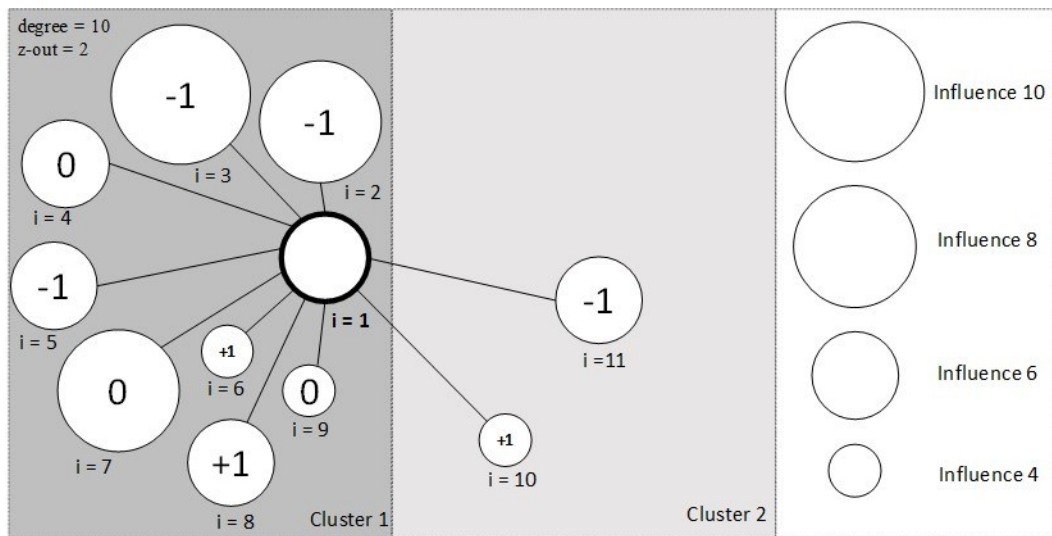 degree = 10
z-out = 2
-1
i = 3
-1
i = 2
0
i = 4
-1
i = 5
i = 1
+1
i = 6
0
i = 7
0
i = 9
+1
i = 8
Cluster 1
-1
i =11
+1
i = 10
Cluster 2
Influence 10
Influence 8
Influence 6
Influence 4